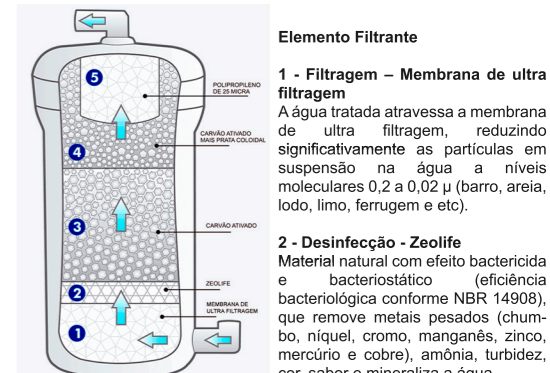 5
POLIPROPILENO
DE 25 MICRA
CARVÃO ATIVADO
MAIS PRATA COLOIDAL
4
3
CARVÃO ATIVADO
ZEOLIFE
2
MEMBRANA DE
ULTRA FILTRAGEM
1
Elemento Filtrante
1 - Filtragem – Membrana de ultra
filtragem
A água tratada atravessa a membrana
de ultra filtragem, reduzindo
significativamente as partículas em
suspensão na água a níveis
moleculares 0,2 a 0,02 µ (barro, areia,
lodo, limo, ferrugem e etc).
2 - Desinfecção - Zeolife
Material natural com efeito bactericida
e bacteriostático (eficiência
bacteriológica conforme NBR 14908),
que remove metais pesados (chum-
bo, níquel, cromo, manganês, zinco,
mercúrio e cobre), amônia, turbidez,
cor, sabor e mineraliza a água